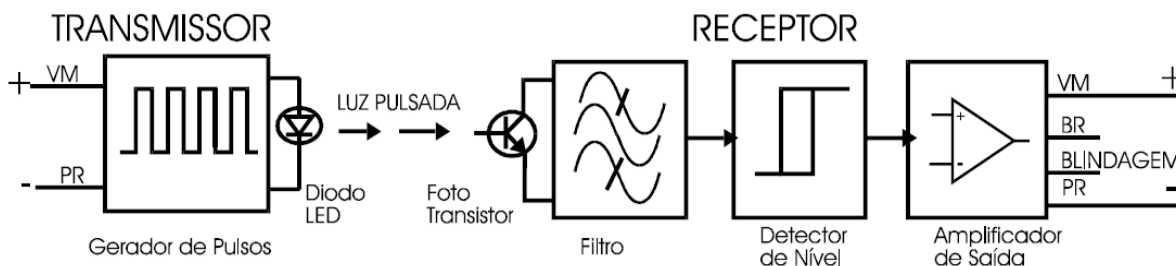 TRANSMISSOR
RECEPTOR
+
VM
-
PR
LUZ PULSADA
Diodo
LED
Foto
Transistor
Gerador de Pulsos
Filtro
Detector
de Nível
+
-
Amplificador
de Saída
VM
+
BR
BLINDAGEM
PR
-